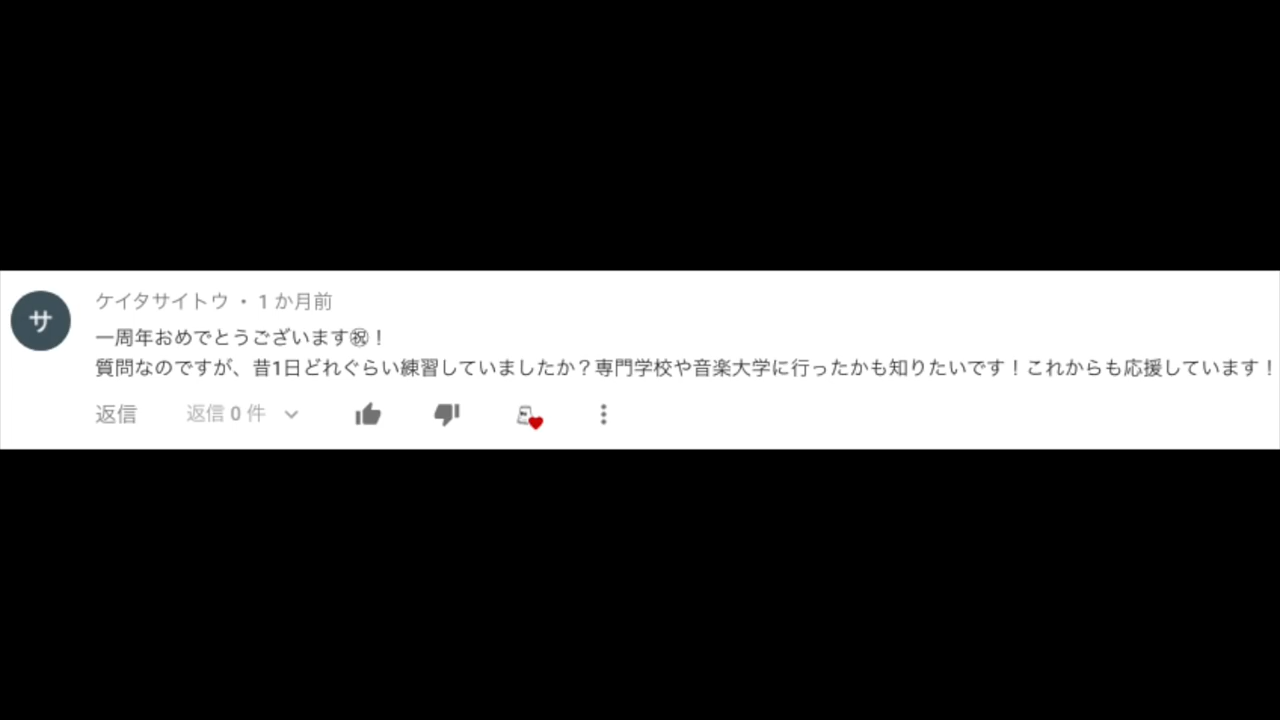 サ
ケイタサイトウ ・ 1 か月前
一周年おめでとうございます㊗！
質問なのですが、昔1日どれぐらい練習していましたか？専門学校や音楽大学に行ったかも知りたいです！これからも応援しています！
返信 返信 0 件